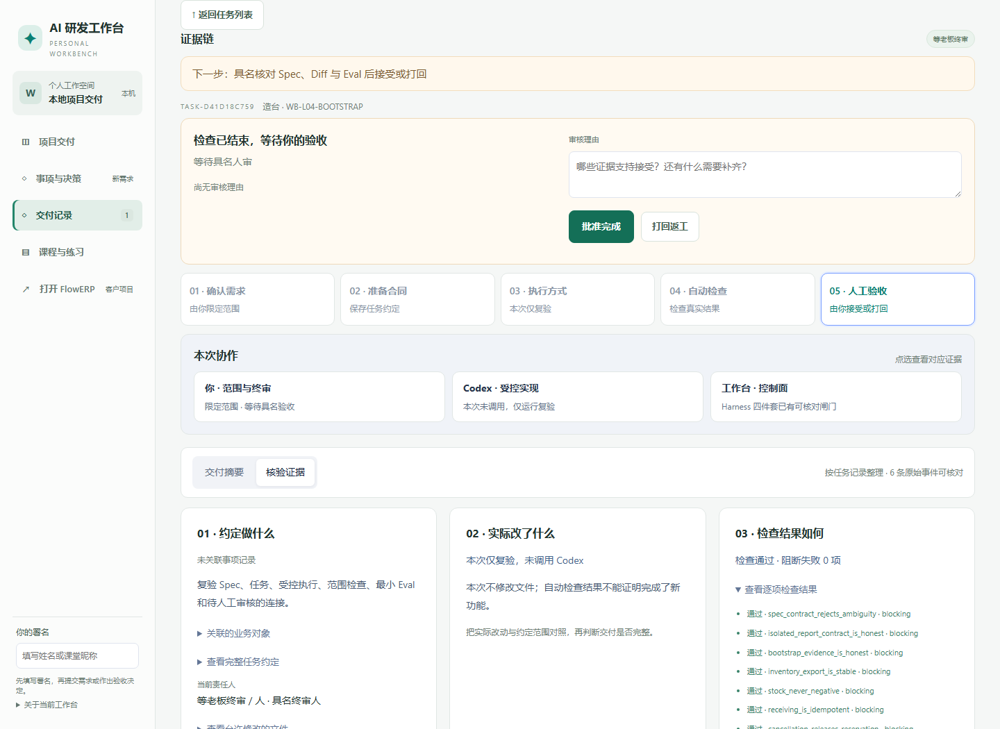 AI 研发工作台
PERSONAL
WORKBENCH
W
个人工作空间
本地项目交付
本机
项目交付
事项与决策
新需求
交付记录
1
课程与练习
打开 FlowERP
客户项目
你的署名
填写姓名或课堂昵称
先填写署名，再提交需求或作出验收决
定。
关于当前工作台
↑ 返回任务列表
证据链
等老板终审
下一步：具名核对 Spec、Diff 与 Eval 后接受或打回
TASK-D41D18C759 造台 · WB-L04-BOOTSTRAP
检查已结束，等待你的验收
等待具名人审
尚无审核理由
审核理由
哪些证据支持接受？还有什么需要补齐？
批准完成
打回返工
01 · 确认需求
由你限定范围
02 · 准备合同
保存任务约定
03 · 执行方式
本次仅复验
04 · 自动检查
检查真实结果
05 · 人工验收
由你接受或打回
本次协作
点选查看对应证据
你 · 范围与终审
限定范围 · 等待具名验收
Codex · 受控实现
本次未调用，仅运行复验
工作台 · 控制面
Harness 四件套已有可核对闸门
交付摘要
核验证据
按任务记录整理 · 6 条原始事件可核对
01 · 约定做什么
未关联事项记录
复验 Spec、任务、受控执行、范围检查、最小 Eval
和待人工审核的连接。
关联的业务对象
查看完整任务约定
当前责任人
等老板终审 / 人 · 具名终审人
查看允许修改的文件
02 · 实际改了什么
本次仅复验，未调用 Codex
本次不修改文件；自动检查结果不能证明完成了新
功能。
把实际改动与约定范围对照，再判断交付是否完整。
03 · 检查结果如何
检查通过 · 阻断失败 0 项
查看逐项检查结果
通过 · spec_contract_rejects_ambiguity · blocking
通过 · isolated_report_contract_is_honest · blocking
通过 · bootstrap_evidence_is_honest · blocking
通过 · inventory_export_is_stable · blocking
通过 · stock_never_negative · blocking
通过 · receiving_is_idempotent · blocking
通过 · cancellation_releases_reservation · blocking